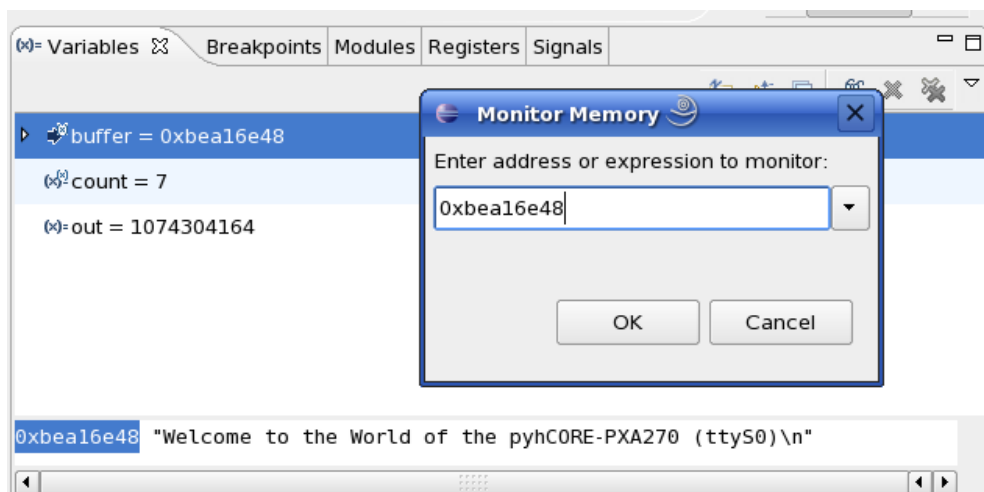 Variables Breakpoints Modules Registers Signals
Monitor Memory
buffer = 0xbea16e48
Enter address or expression to monitor:
count = 7
0xbea16e48
out = 1074304164
OK Cancel
0xbea16e48 "Welcome to the World of the pyhCORE-PXA270 (ttyS0)\n"